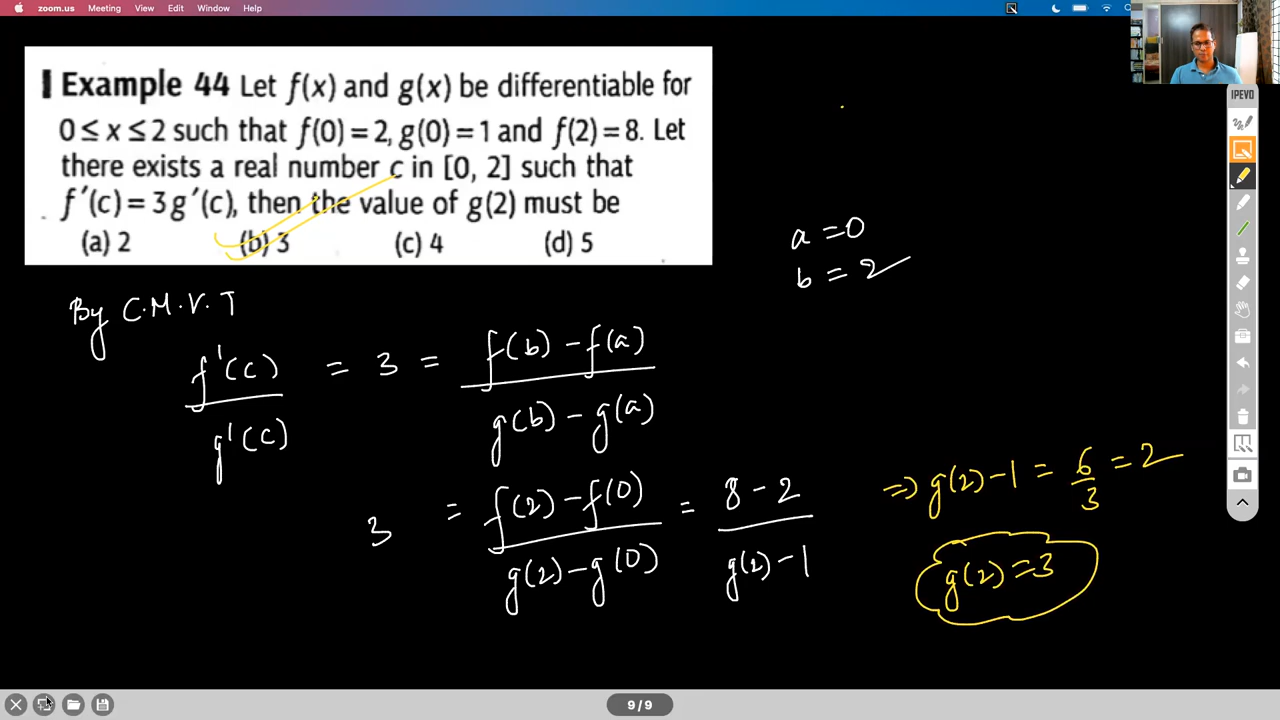 zoom.us Meeting View Edit Window Help
Example 44 Let f(x) and g(x) be differentiable for
0 ≤ x ≤ 2 such that f(0) = 2, g(0) = 1 and f(2) = 8. Let
there exists a real number c in [0, 2] such that
f′(c) = 3g′(c), then the value of g(2) must be
(a) 2 (b) 3 (c) 4 (d) 5
IPEVO
a = 0
b = 2
By C.M.V.T
f'(c) / g'(c) = 3 = f(b) - f(a) / g(b) - g(a)
3 = f(2) - f(0) / g(2) - g(0) = 8 - 2 / g(2) - 1
=> g(2) - 1 = 6/3 = 2
g(2) = 3
9/9